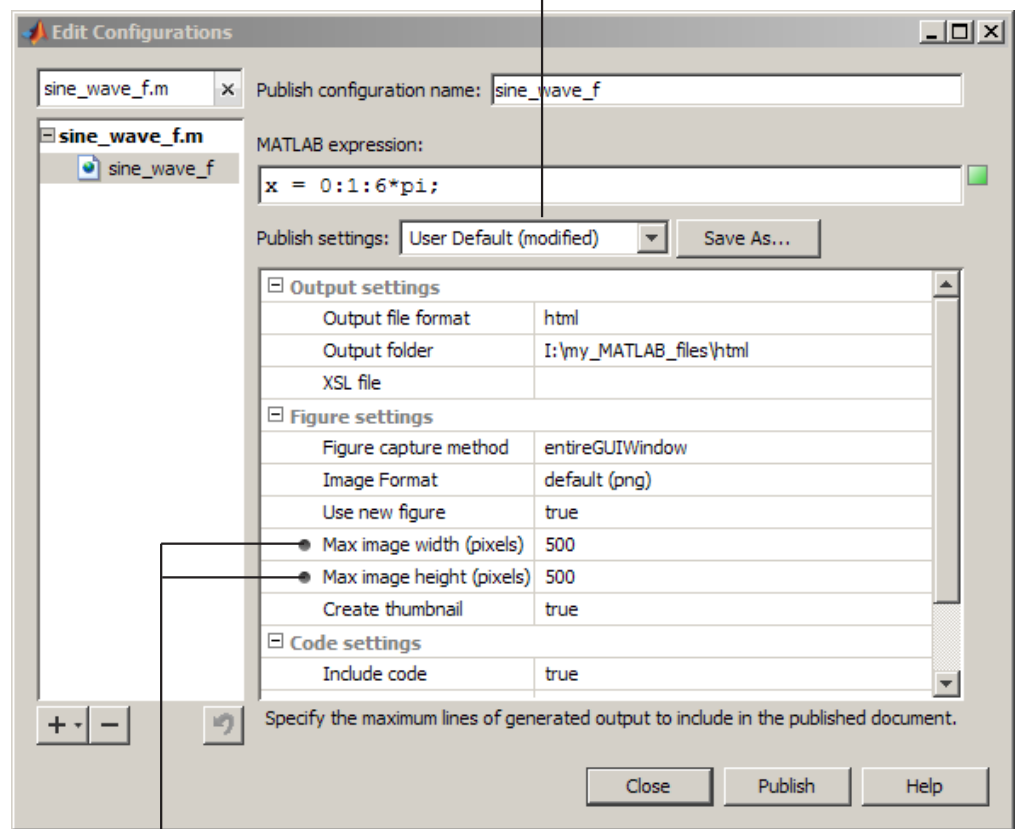 Edit Configurations
sine_wave_f.m
Publish configuration name: sine_wave_f
sine_wave_f.m
sine_wave_f
MATLAB expression:
x = 0:1:6*pi;
Publish settings: User Default (modified) Save As...
Output settings
Output file format html
Output folder I:\my_MATLAB_files\html
XSL file
Figure settings
Figure capture method entireGUIWindow
Image Format default (png)
Use new figure true
Max image width (pixels) 500
Max image height (pixels) 500
Create thumbnail true
Code settings
Include code true
Specify the maximum lines of generated output to include in the published document.
Close Publish Help